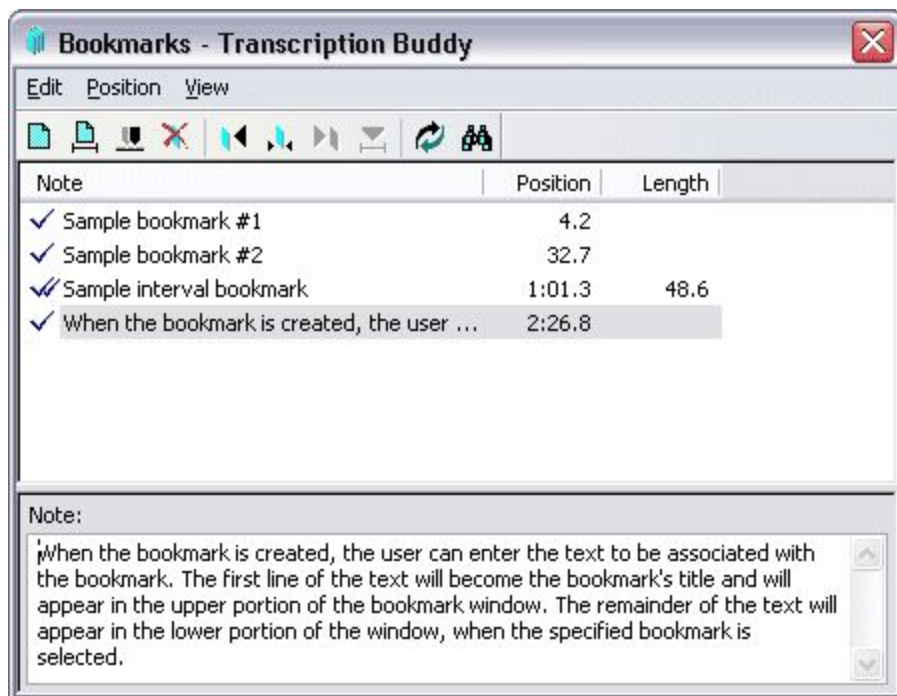 Bookmarks - Transcription Buddy
Edit Position View
Note Position Length
Sample bookmark #1 4.2
Sample bookmark #2 32.7
Sample interval bookmark 1:01.3 48.6
When the bookmark is created, the user ... 2:26.8
Note:
When the bookmark is created, the user can enter the text to be associated with
the bookmark. The first line of the text will become the bookmark's title and will
appear in the upper portion of the bookmark window. The remainder of the text will
appear in the lower portion of the window, when the specified bookmark is
selected.